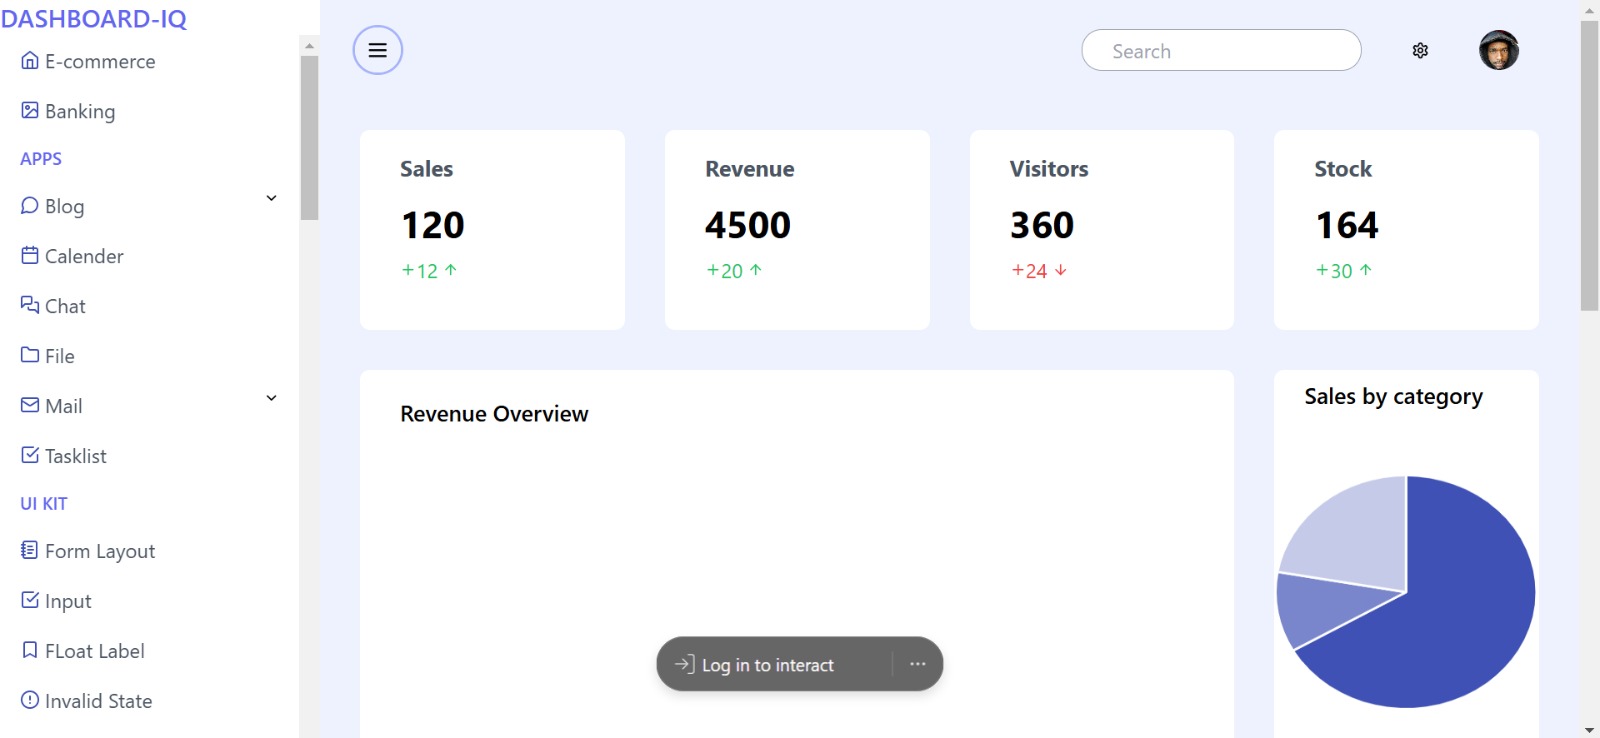 DASHBOARD-IQ
E-commerce
Banking
APPS
Blog
Calender
Chat
File
Mail
Tasklist
UI KIT
Form Layout
Input
FLoat Label
Invalid State
Search
Sales
120
+12 ↑
Revenue
4500
+20 ↑
Visitors
360
+24 ↓
Stock
164
+30 ↑
Revenue Overview
Sales by category
Log in to interact